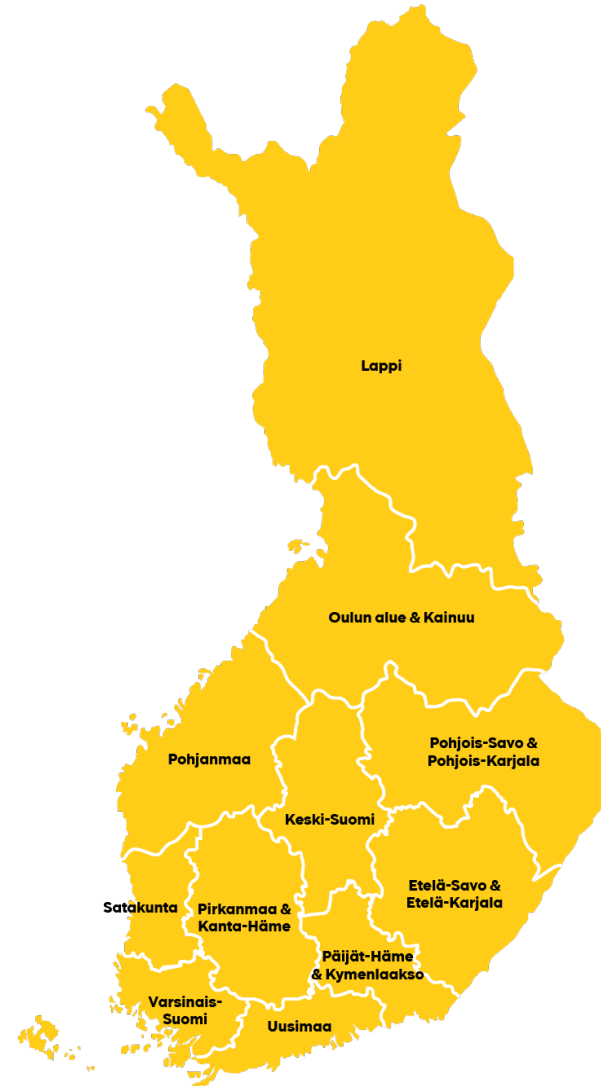 Lappi
Oulun alue & Kainuu
Pohjanmaa
Pohjois-Savo &
Pohjois-Karjala
Keski-Suomi
Satakunta
Pirkanmaa &
Kanta-Häme
Etelä-Savo &
Etelä-Karjala
Päijät-Häme
& Kymenlaakso
Varsinais-
Suomi
Uusimaa